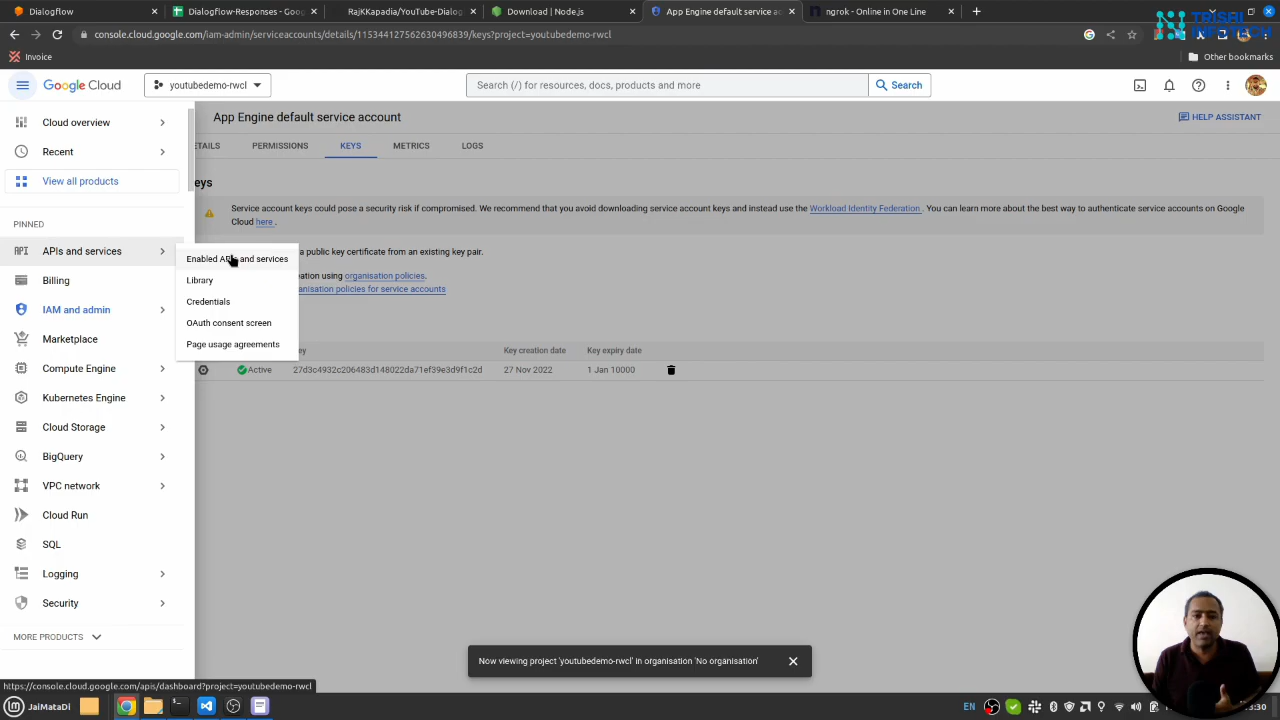 Dialogflow
Dialogflow-Responses - Goog
RajKKapadia/YouTube-Dialog
Download | Node.js
App Engine default service ac
ngrok - Online in One Line
console.cloud.google.com/iam-admin/serviceaccounts/details/115344127562630496839/keys?project=youtubedemo-rwcl
TRISHI
INFOTECH
Invoice
Other bookmarks
Google Cloud
youtubedemo-rwcl
Search (/) for resources, docs, products and more
Search
Cloud overview
Recent
View all products
PINNED
APIs and services
Billing
IAM and admin
Marketplace
Compute Engine
Kubernetes Engine
Cloud Storage
BigQuery
VPC network
Cloud Run
SQL
Logging
Security
MORE PRODUCTS
Enabled APIs and services
Library
Credentials
OAuth consent screen
Page usage agreements
App Engine default service account
HELP ASSISTANT
ETAILS
PERMISSIONS
KEYS
METRICS
LOGS
eys
Service account keys could pose a security risk if compromised. We recommend that you avoid downloading service account keys and instead use the Workload Identity Federation . You can learn more about the best way to authenticate service accounts on Google
Cloud here .
a public key certificate from an existing key pair.
eation using organisation policies.
anisation policies for service accounts
ey
Key creation date
Key expiry date
Active
27d3c4932c206483d148022da71ef39e3d9f1c2d
27 Nov 2022
1 Jan 10000
Now viewing project 'youtubedemo-rwcl' in organisation 'No organisation'
https://console.cloud.google.com/apis/dashboard?project=youtubedemo-rwcl
JaiMataDi
EN